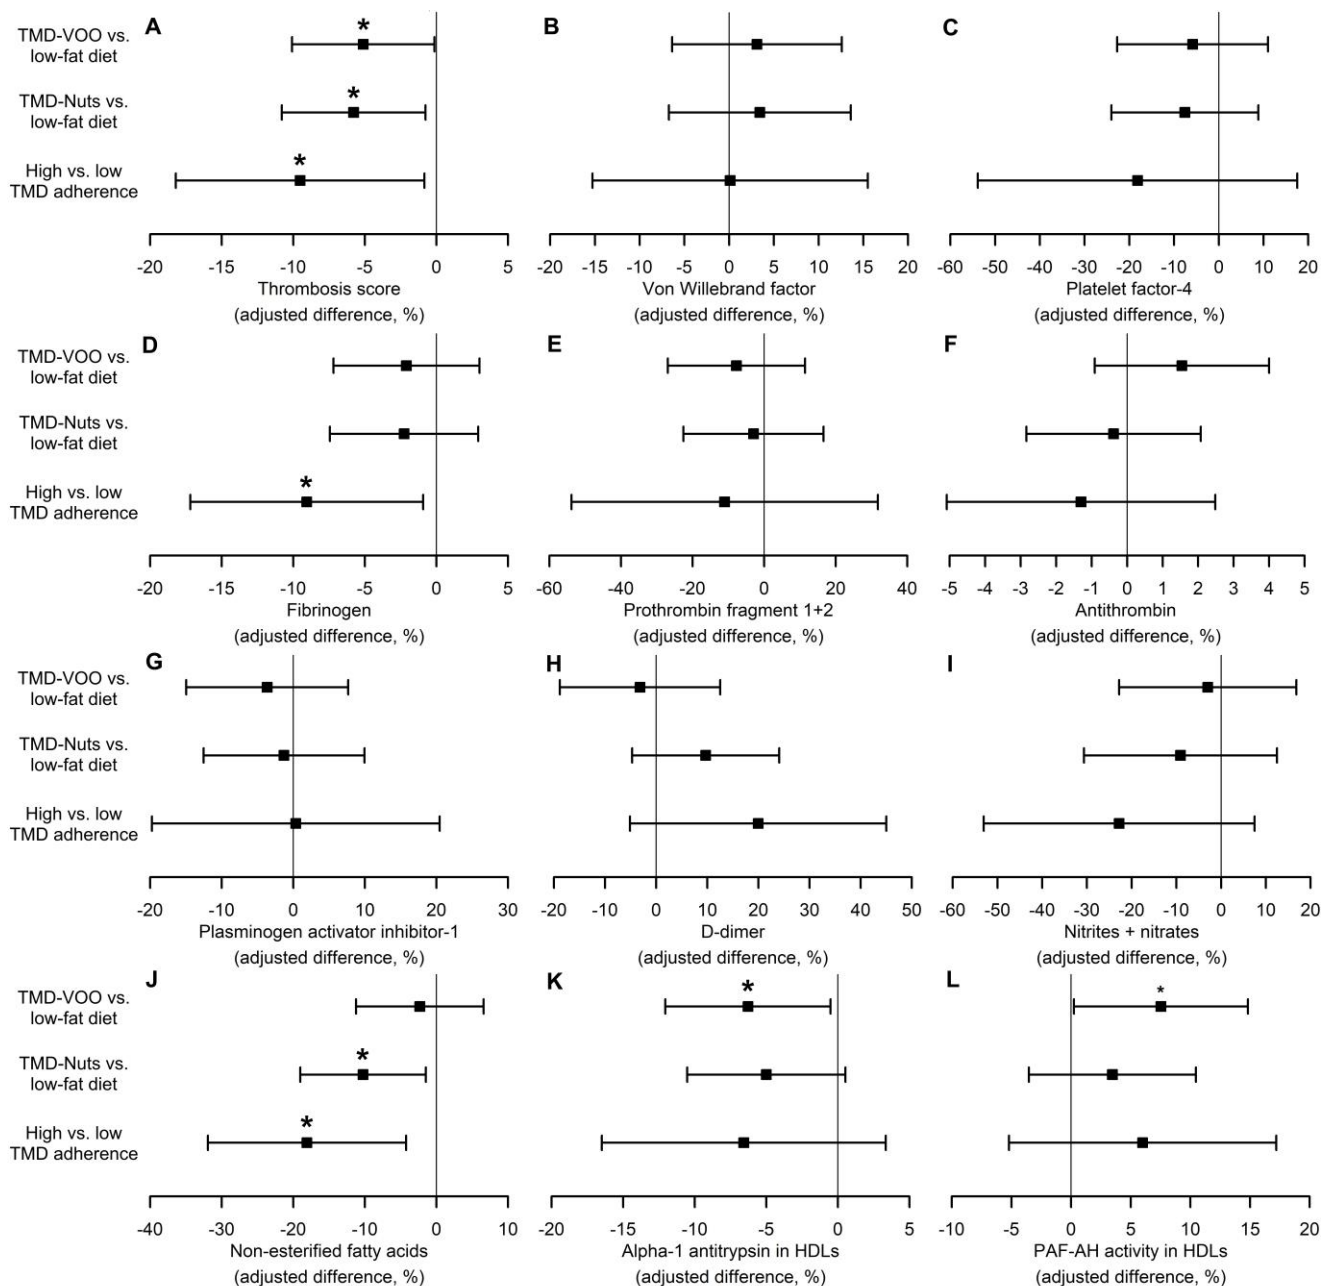 A
B
C
TMD-VOO vs.
low-fat diet
*
TMD-Nuts vs.
low-fat diet
*
High vs. low
TMD adherence
*
-20 -15 -10 -5 0 5
Thrombosis score
(adjusted difference, %)
-20 -15 -10 -5 0 5 10 15 20
Von Willebrand factor
(adjusted difference, %)
-60 -50 -40 -30 -20 -10 0 10 20
Platelet factor-4
(adjusted difference, %)
D
E
F
TMD-VOO vs.
low-fat diet
TMD-Nuts vs.
low-fat diet
High vs. low
TMD adherence
*
-20 -15 -10 -5 0 5
Fibrinogen
(adjusted difference, %)
-60 -40 -20 0 20 40
Prothrombin fragment 1+2
(adjusted difference, %)
-5 -4 -3 -2 -1 0 1 2 3 4 5
Antithrombin
(adjusted difference, %)
G
H
I
TMD-VOO vs.
low-fat diet
TMD-Nuts vs.
low-fat diet
High vs. low
TMD adherence
-20 -10 0 10 20 30
Plasminogen activator inhibitor-1
(adjusted difference, %)
-20 -10 0 10 20 30 40 50
D-dimer
(adjusted difference, %)
-60 -50 -40 -30 -20 -10 0 10 20
Nitrites + nitrates
(adjusted difference, %)
J
K
L
TMD-VOO vs.
low-fat diet
* *
TMD-Nuts vs.
low-fat diet
*
High vs. low
TMD adherence
*
-40 -30 -20 -10 0 10
Non-esterified fatty acids
(adjusted difference, %)
-20 -15 -10 -5 0 5
Alpha-1 antitrypsin in HDLs
(adjusted difference, %)
-10 -5 0 5 10 15 20
PAF-AH activity in HDLs
(adjusted difference, %)